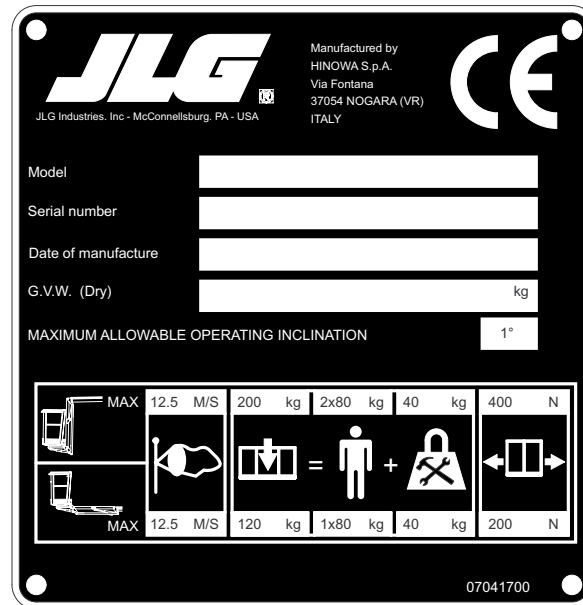 JLG
®
JLG Industries. Inc - McConnellsburg. PA - USA
Manufactured by
HINOWA S.p.A.
Via Fontana
37054 NOGARA (VR)
ITALY
CE
Model
Serial number
Date of manufacture
G.V.W. (Dry) kg
MAXIMUM ALLOWABLE OPERATING INCLINATION 1°
MAX 12.5 M/S 200 kg 2x80 kg 40 kg 400 N
= +
MAX 12.5 M/S 120 kg 1x80 kg 40 kg 200 N
07041700